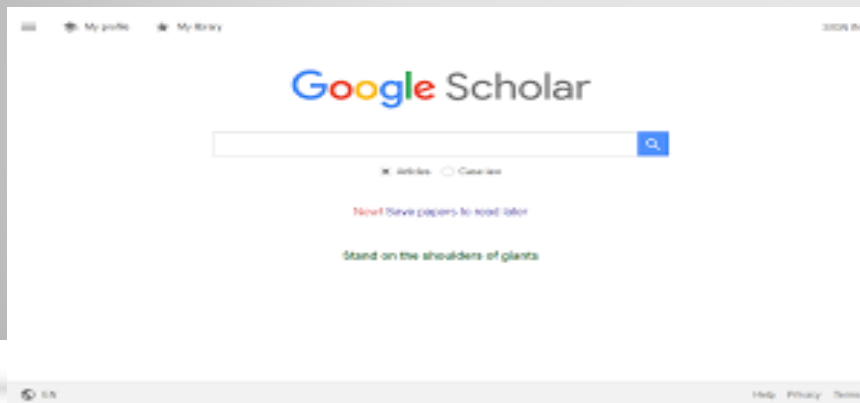 My profile My library SIGN IN
Google Scholar
Articles Case law
New! Save papers to read later
Stand on the shoulders of giants
EN
Help Privacy Terms